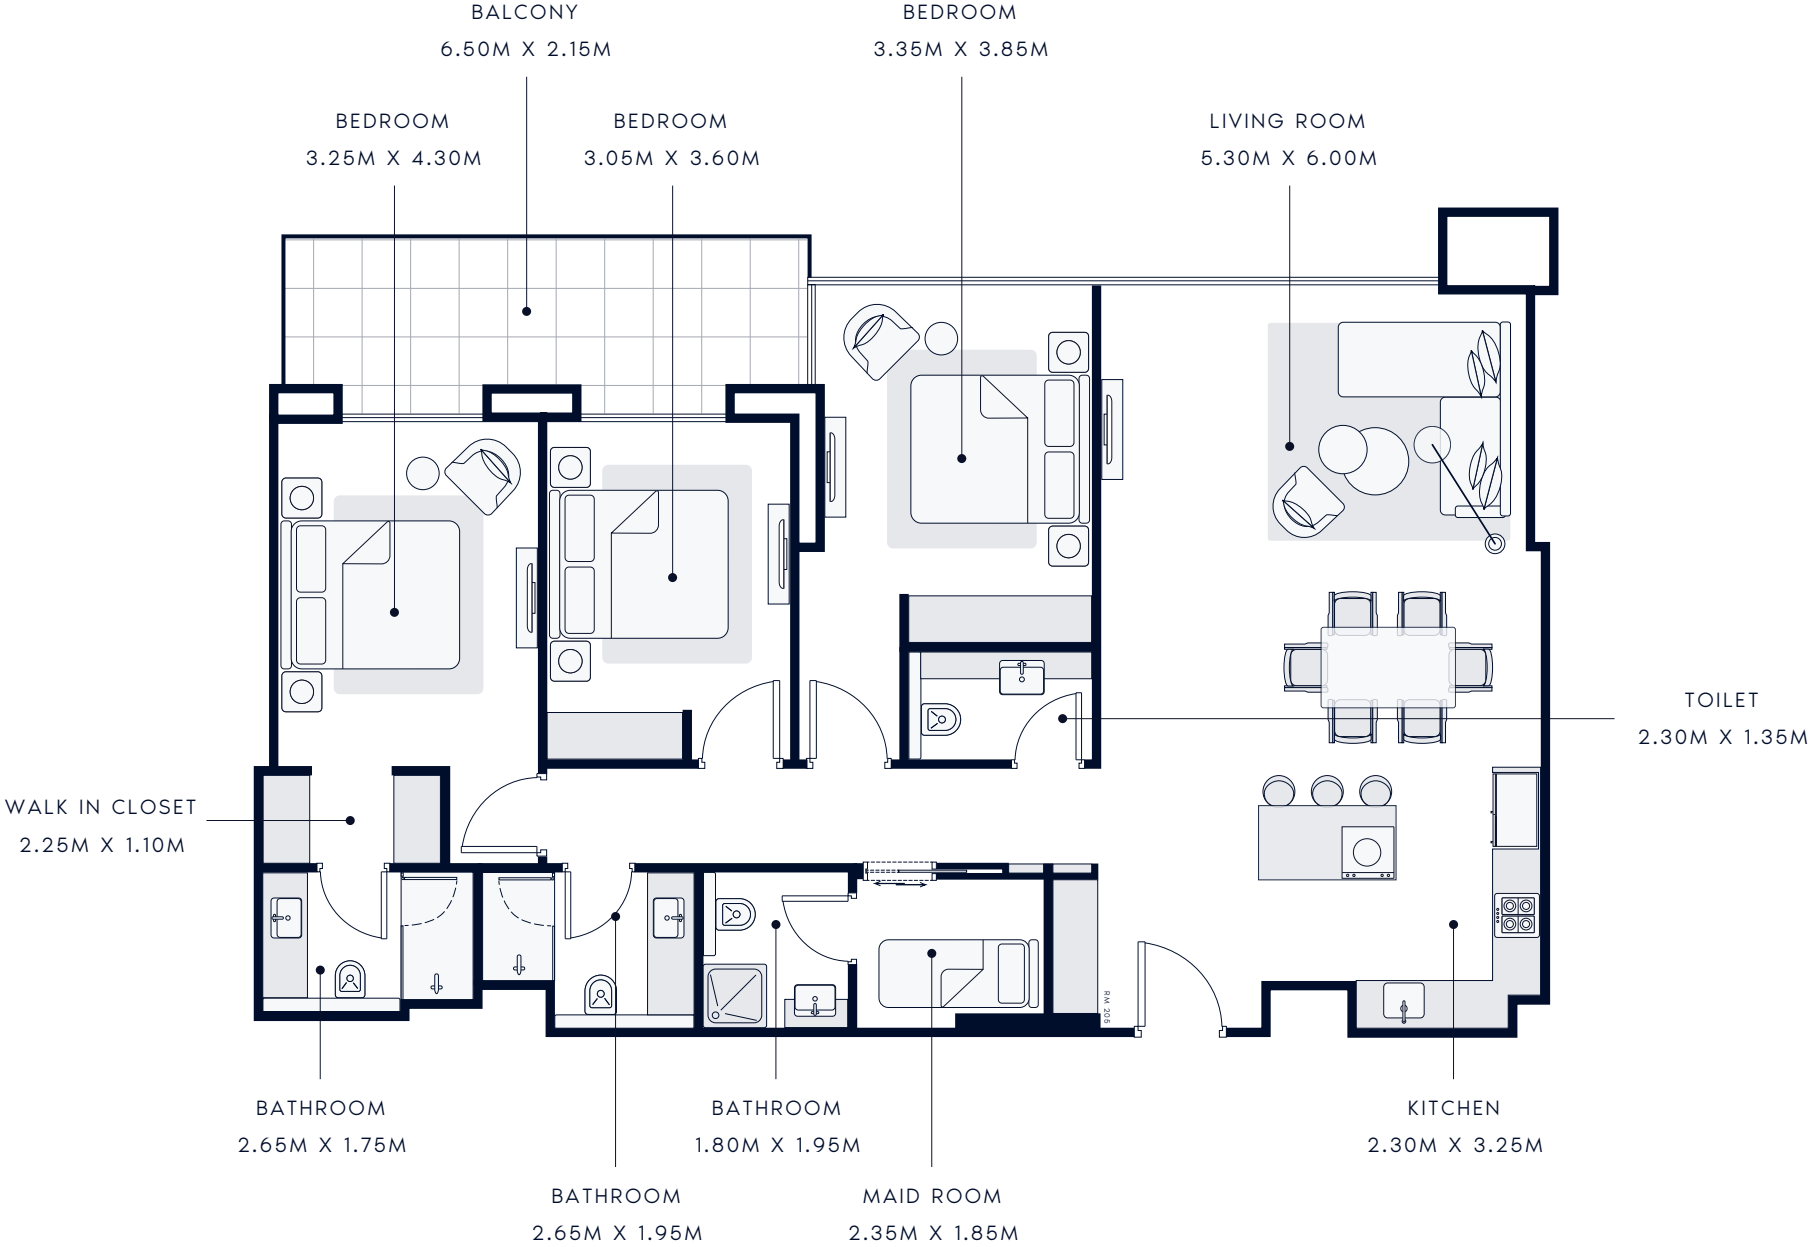 BALCONY
6.50M X 2.15M
BEDROOM
3.35M X 3.85M
BEDROOM
3.25M X 4.30M
BEDROOM
3.05M X 3.60M
LIVING ROOM
5.30M X 6.00M
TOILET
2.30M X 1.35M
WALK IN CLOSET
2.25M X 1.10M
RM 206
BATHROOM
2.65M X 1.75M
BATHROOM
1.80M X 1.95M
KITCHEN
2.30M X 3.25M
BATHROOM
2.65M X 1.95M
MAID ROOM
2.35M X 1.85M